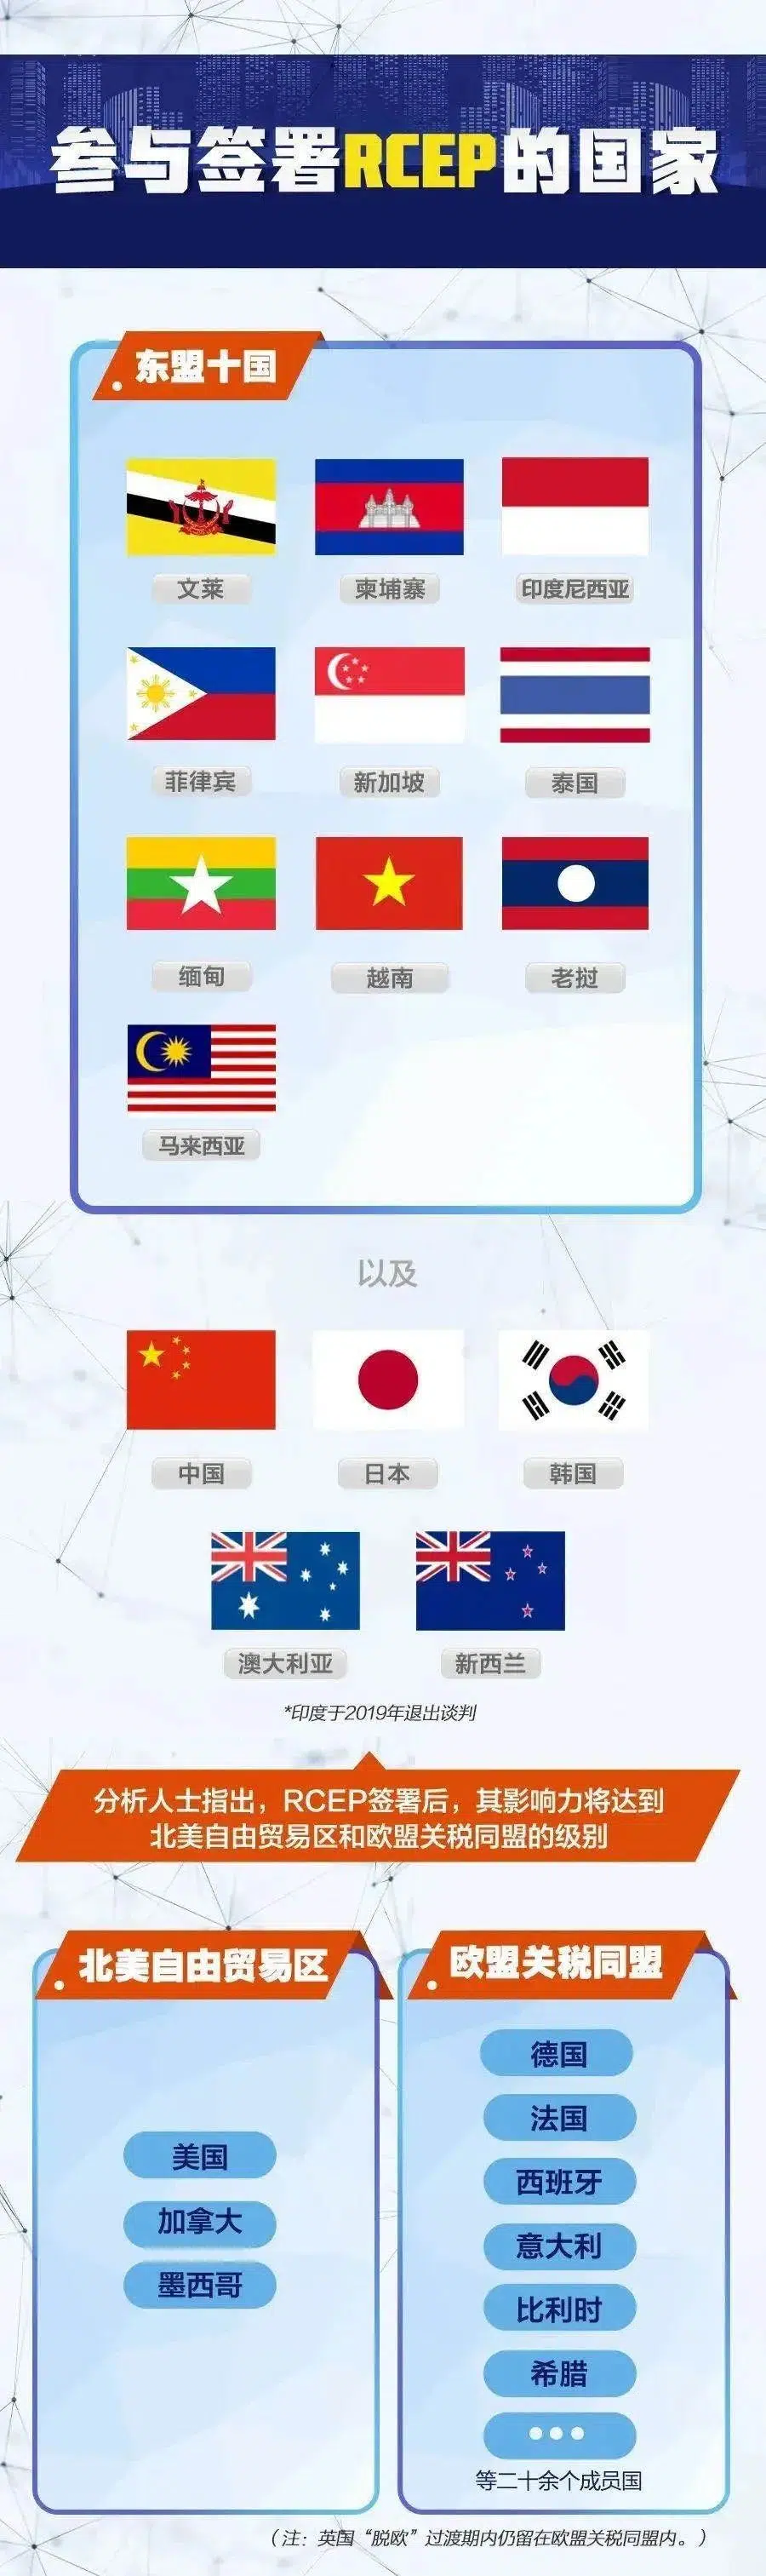 参与签署RCEP的国家
东盟十国
文莱
柬埔寨
印度尼西亚
菲律宾
新加坡
泰国
缅甸
越南
老挝
马来西亚
以及
中国
日本
韩国
澳大利亚
新西兰
*印度于2019年退出谈判
分析人士指出，RCEP签署后，其影响力将达到
北美自由贸易区和欧盟关税同盟的级别
北美自由贸易区
美国
加拿大
墨西哥
欧盟关税同盟
德国
法国
西班牙
意大利
比利时
希腊
•••
等二十余个成员国
（注：英国“脱欧”过渡期内仍留在欧盟关税同盟内。）